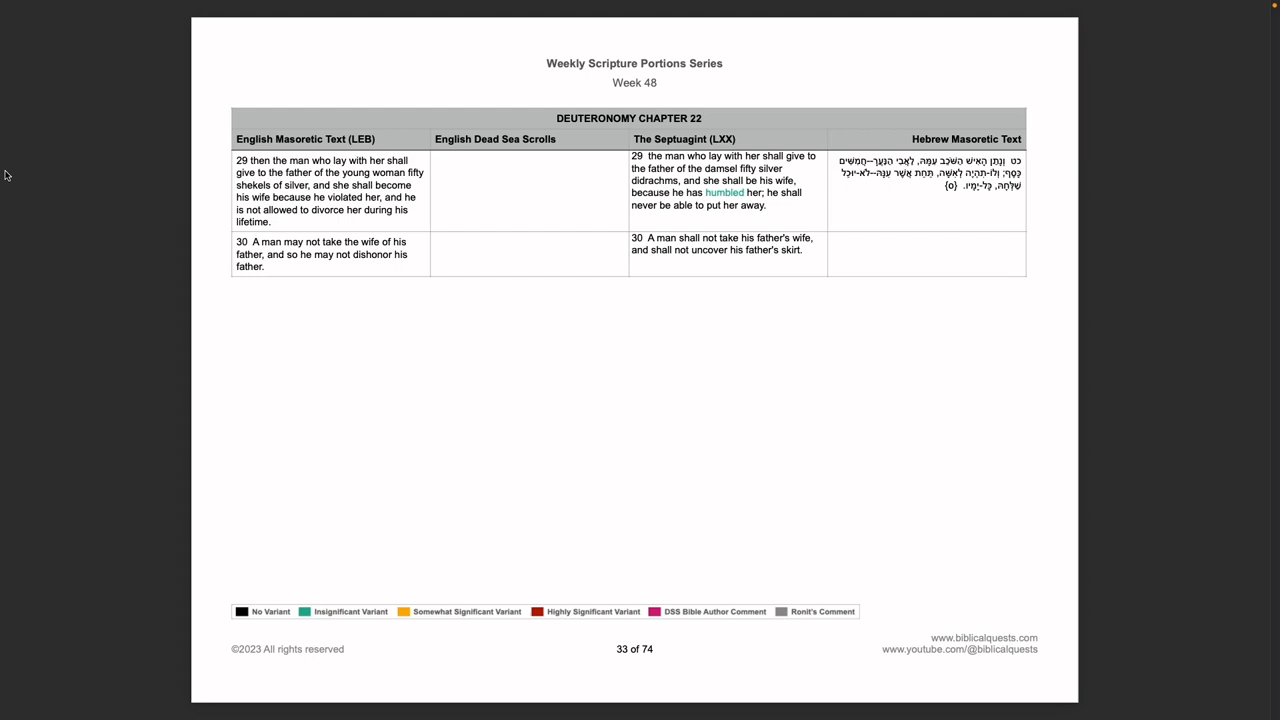 Weekly Scripture Portions Series
Week 48
DEUTERONOMY CHAPTER 22
English Masoretic Text (LEB)
English Dead Sea Scrolls
The Septuagint (LXX)
Hebrew Masoretic Text
29 then the man who lay with her shall
give to the father of the young woman fifty
shekels of silver, and she shall become
his wife because he violated her, and he
is not allowed to divorce her during his
lifetime.
29 the man who lay with her shall give to
the father of the damsel fifty silver
didrachms, and she shall be his wife,
because he has humbled her; he shall
never be able to put her away.
כט וְנָתַן הָאִישׁ הַשֹּׁכֵב עִמָּהּ, לַאֲבִי הַנַּעֲרָ--חֲמִשִּׁים
כָּסֶף; וְלוֹ-תִהְיֶה לְאִשָּׁה, תַּחַת אֲשֶׁר עִנָּהּ--לֹא-יוּכַל
שַׁלְּחָהּ, כָּל-יָמָיו. {ס}
30 A man may not take the wife of his
father, and so he may not dishonor his
father.
30 A man shall not take his father's wife,
and shall not uncover his father's skirt.
No Variant
Insignificant Variant
Somewhat Significant Variant
Highly Significant Variant
DSS Bible Author Comment
Ronit's Comment
©2023 All rights reserved
33 of 74
www.biblicalquests.com
www.youtube.com/@biblicalquests